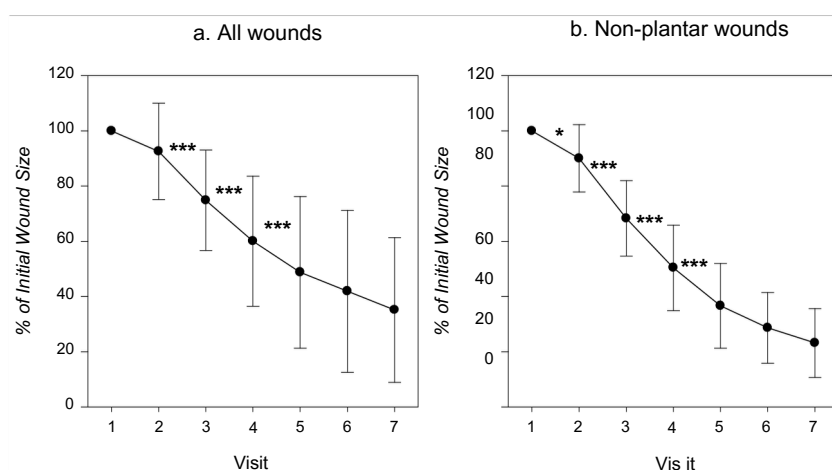 a. All wounds
120
100
80
60
40
20
0
% of Initial Wound Size
***
***
***
1 2 3 4 5 6 7
Visit
b. Non-plantar wounds
120
100
80
60
40
20
0
% of Initial Wound Size
*
***
***
***
1 2 3 4 5 6 7
Vis it